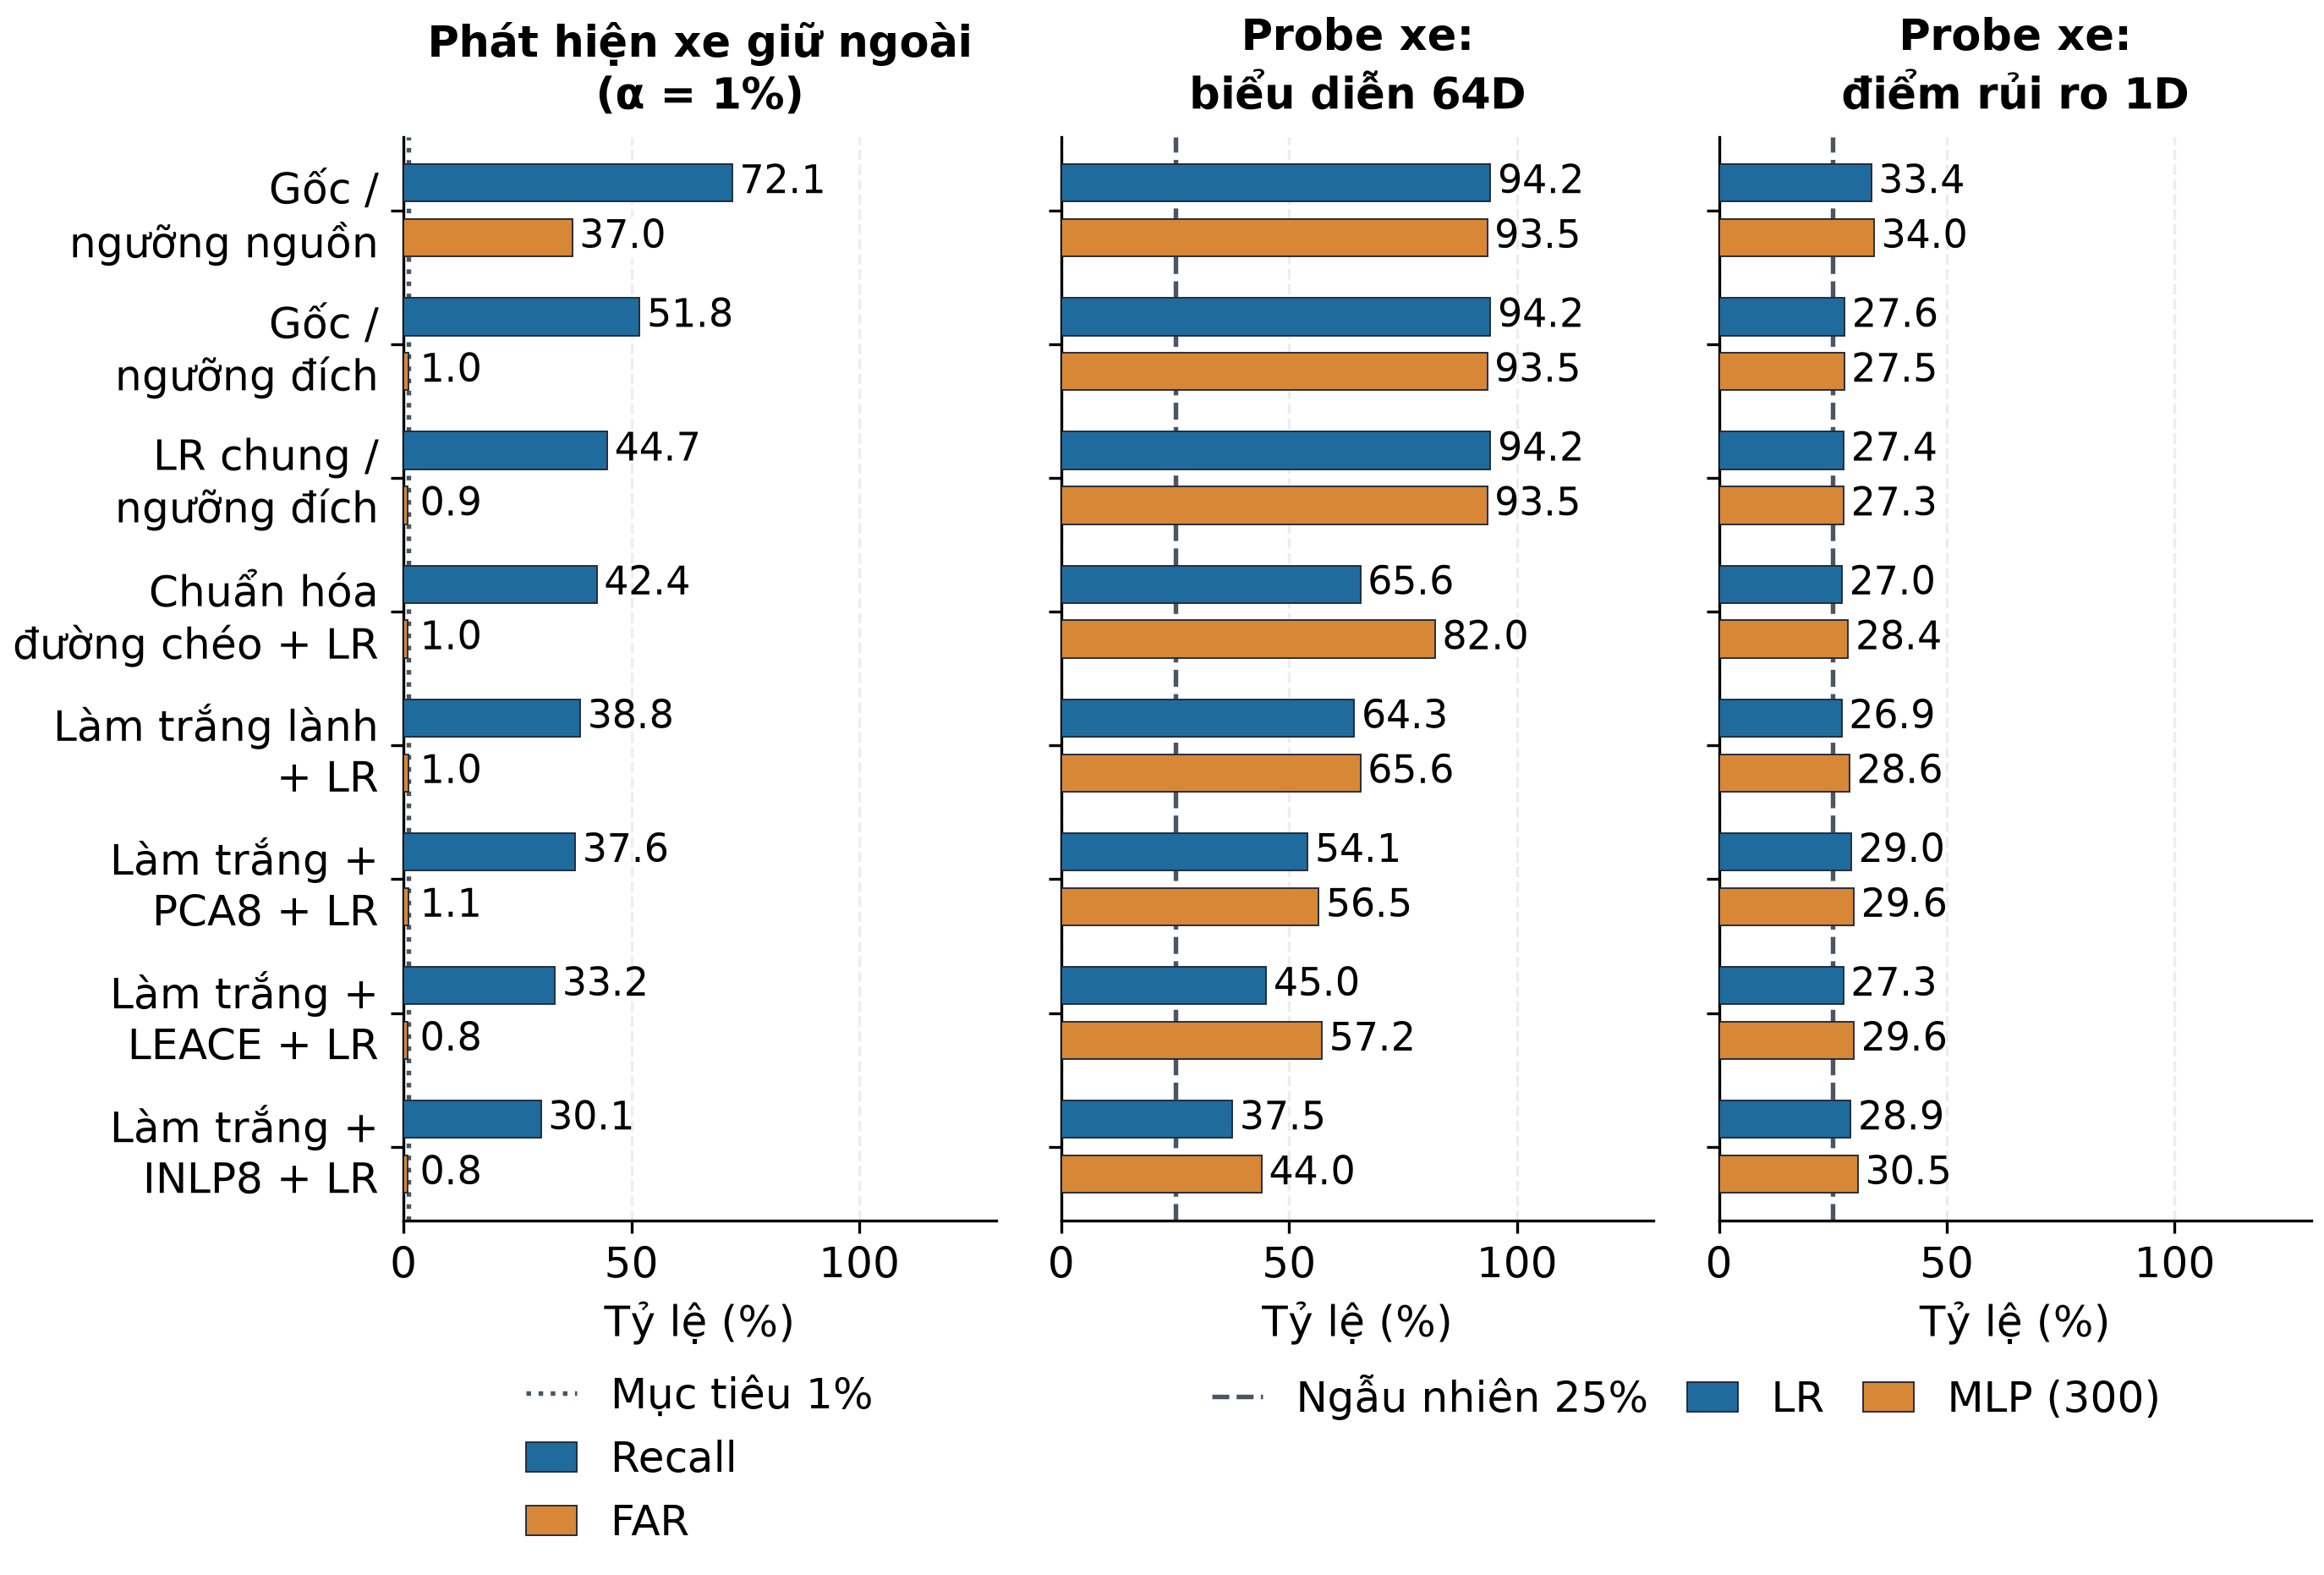 Phát hiện xe giữ ngoài
(α = 1%)
Probe xe:
biểu diễn 64D
Probe xe:
điểm rủi ro 1D
Gốc /
ngưỡng nguồn
72.1
37.0
94.2
93.5
33.4
34.0
Gốc /
ngưỡng đích
51.8
1.0
94.2
93.5
27.6
27.5
LR chung /
ngưỡng đích
44.7
0.9
94.2
93.5
27.4
27.3
Chuẩn hóa
đường chéo + LR
42.4
1.0
65.6
82.0
27.0
28.4
Làm trắng lành
+ LR
38.8
1.0
64.3
65.6
26.9
28.6
Làm trắng +
PCA8 + LR
37.6
1.1
54.1
56.5
29.0
29.6
Làm trắng +
LEACE + LR
33.2
0.8
45.0
57.2
27.3
29.6
Làm trắng +
INLP8 + LR
30.1
0.8
37.5
44.0
28.9
30.5
0 50 100
0 50 100
0 50 100
Tỷ lệ (%)
Tỷ lệ (%)
Tỷ lệ (%)
Mục tiêu 1%
Recall
FAR
Ngẫu nhiên 25% LR MLP (300)